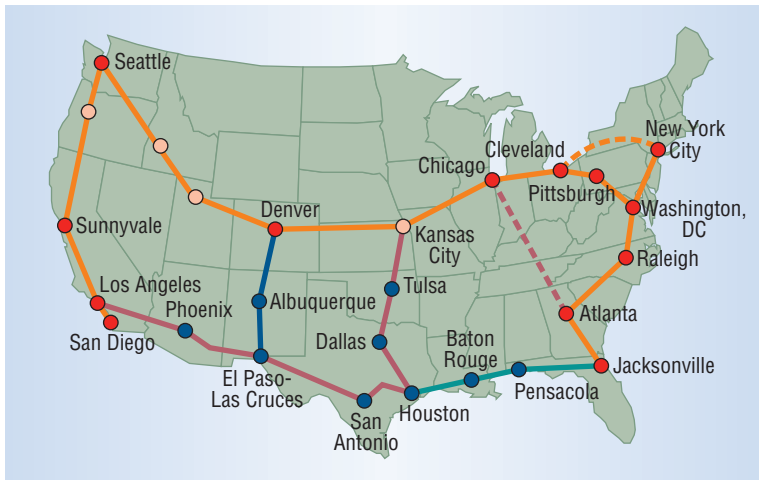 Seattle
Cleveland
New York
City
Chicago
Pittsburgh
Washington,
DC
Denver
Sunnyvale
Kansas
City
Raleigh
Los Angeles
Phoenix
Albuquerque
Tulsa
Atlanta
San Diego
Dallas
Baton
Rouge
Jacksonville
El Paso-
Las Cruces
San
Antonio
Houston
Pensacola